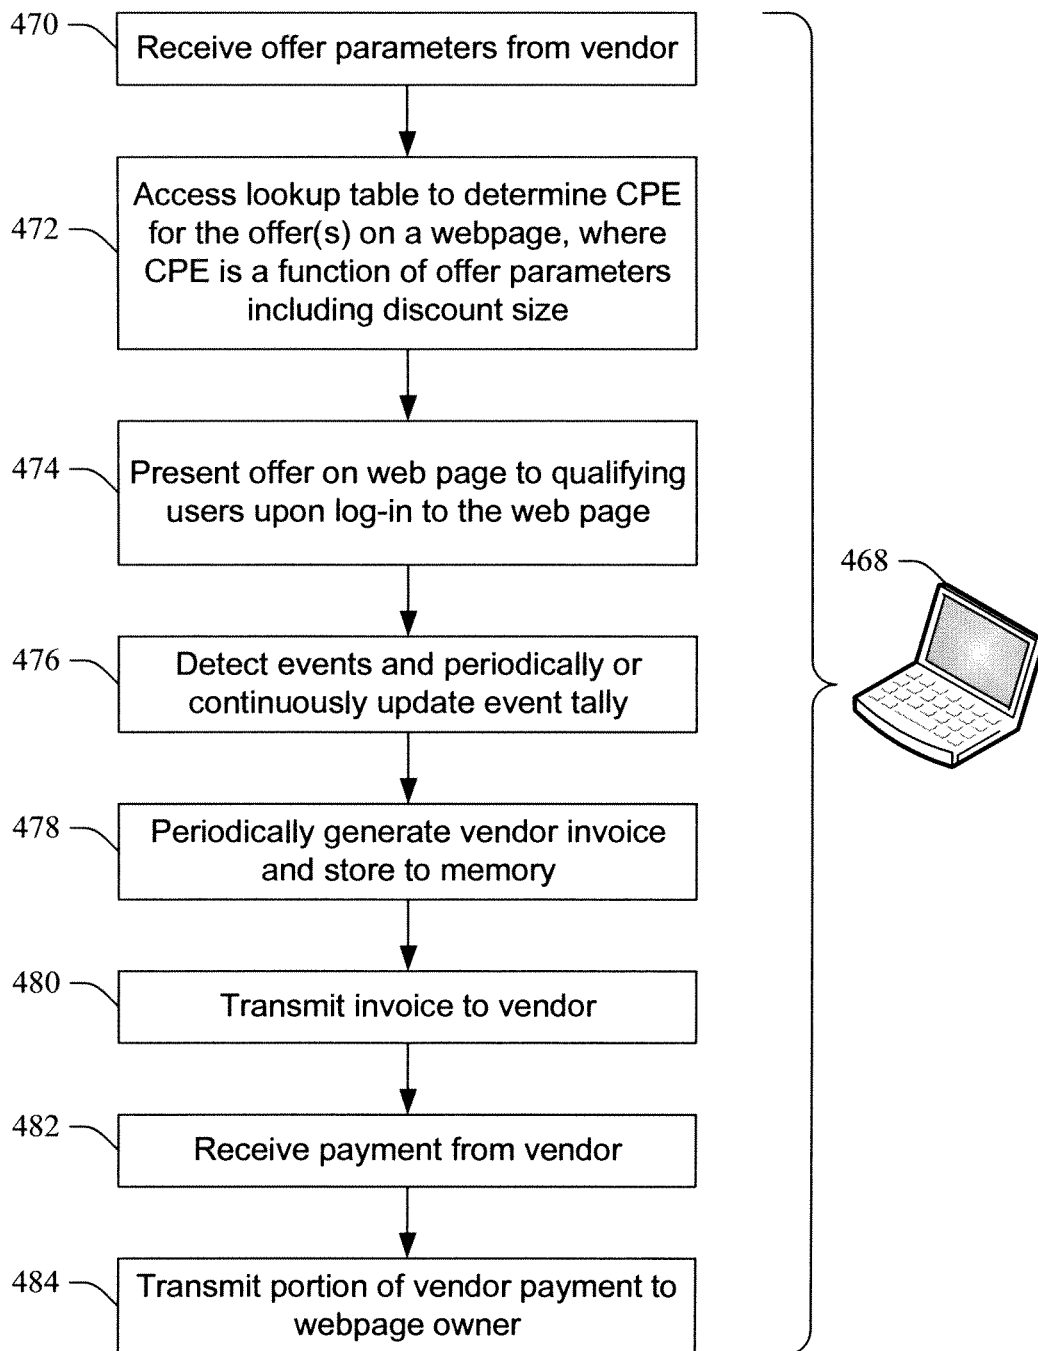 470
Receive offer parameters from vendor
Access lookup table to determine CPE
472
for the offer(s) on a webpage, where
CPE is a function of offer parameters
including discount size
474
Present offer on web page to qualifying
users upon log-in to the web page
468
476
Detect events and periodically or
continuously update event tally
478
Periodically generate vendor invoice
and store to memory
480
Transmit invoice to vendor
482
Receive payment from vendor
484
Transmit portion of vendor payment to
webpage owner